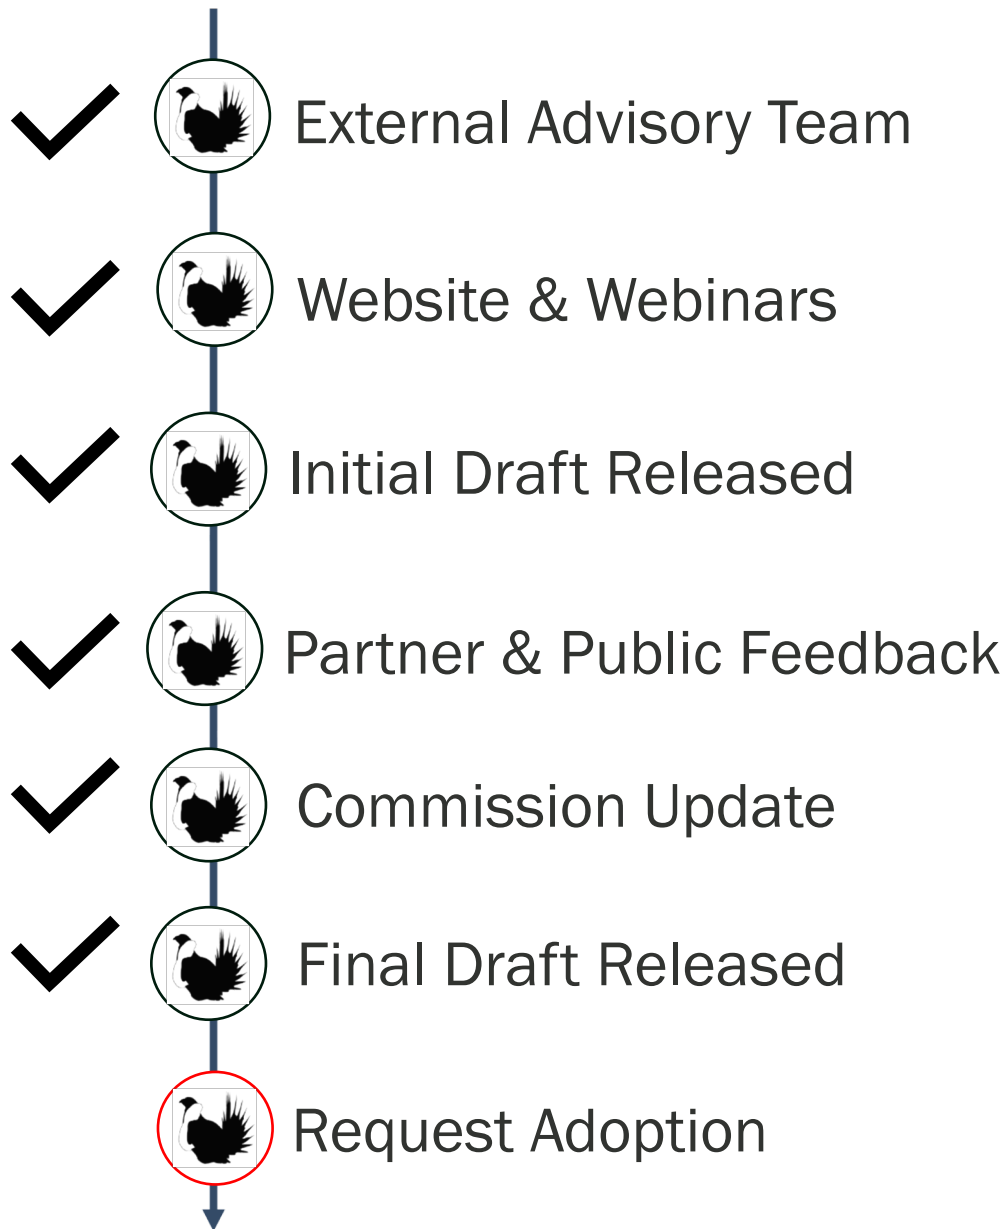 External Advisory Team
Website & Webinars
Initial Draft Released
Partner & Public Feedback
Commission Update
Final Draft Released
Request Adoption